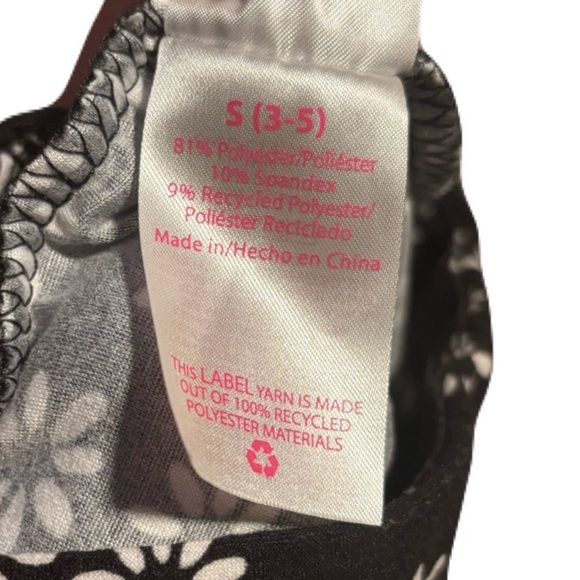 S (3-5)
81% Polyester/Poliéster
10% Spandex
9% Recycled Polyester/
Poliéster Reciclado
Made in/Hecho en China
THIS LABEL YARN IS MADE
OUT OF 100% RECYCLED
POLYESTER MATERIALS